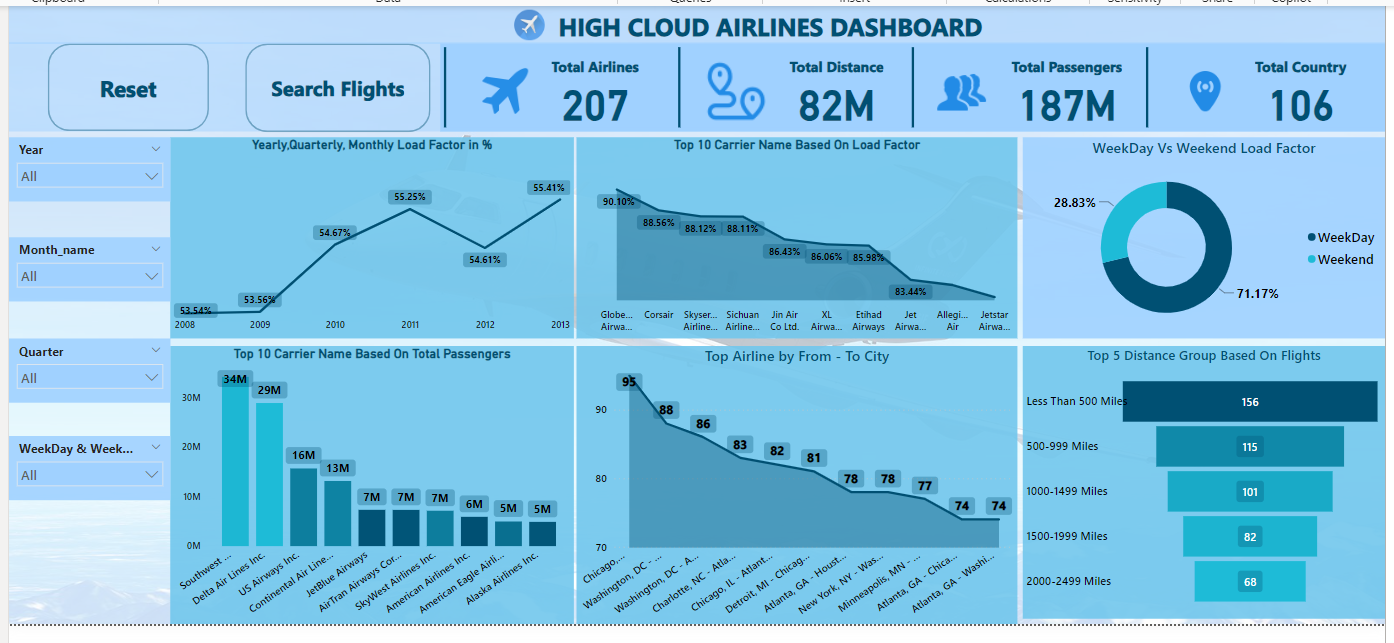 Clipboard Data Queries Insert Calculations Sensitivity Share Copilot
HIGH CLOUD AIRLINES DASHBOARD
Reset
Search Flights
Total Airlines
207
Total Distance
82M
Total Passengers
187M
Total Country
106
Year
All
Month_name
All
Quarter
All
WeekDay & Week...
All
Yearly,Quarterly, Monthly Load Factor in %
53.54%
53.56%
54.67%
55.25%
54.61%
55.41%
2008 2009 2010 2011 2012 2013
Top 10 Carrier Name Based On Load Factor
90.10%
88.56%
88.12%
88.11%
86.43%
86.06%
85.98%
83.44%
Globe... Corsair Skyser... Sichuan Jin Air XL Etihad Jet Allegi... Jetstar
Airwa... Airline... Airline... Co Ltd. Airwa... Airways Airwa... Air Airwa...
WeekDay Vs Weekend Load Factor
28.83%
71.17%
WeekDay
Weekend
Top 10 Carrier Name Based On Total Passengers
30M
20M
10M
0M
34M
29M
16M
13M
7M
7M
7M
6M
5M
5M
Southwest ...
Delta Air Lines Inc.
US Airways Inc.
Continental Air Line...
JetBlue Airways
AirTran Airways Cor...
SkyWest Airlines Inc.
American Airlines Inc.
American Eagle Airli...
Alaska Airlines Inc.
Top Airline by From - To City
90
80
70
95
88
86
83
82
81
78
78
77
74
74
Chicago,...
Washington, DC - ...
Washington, DC - A...
Charlotte, NC - Atla...
Chicago, IL - Atlant...
Detroit, MI - Chicag...
Atlanta, GA - Houst...
New York, NY - Was...
Minneapolis, MN - ...
Atlanta, GA - Chica...
Atlanta, GA - Washi...
Top 5 Distance Group Based On Flights
Less Than 500 Miles 156
500-999 Miles 115
1000-1499 Miles 101
1500-1999 Miles 82
2000-2499 Miles 68